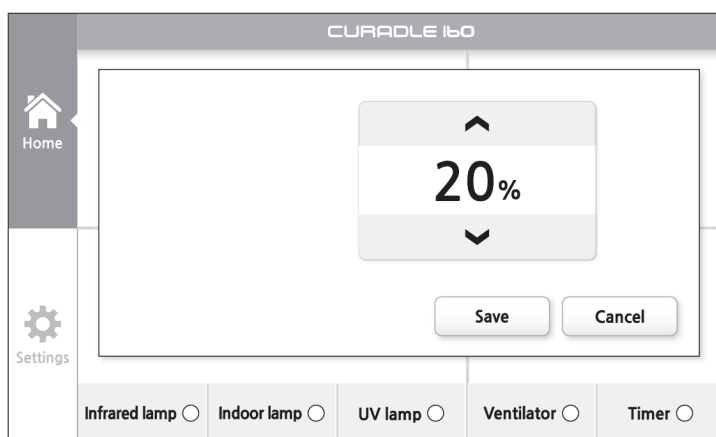 CURADLE 160
Home
20%
Save
Cancel
Settings
Infrared lamp
Indoor lamp
UV lamp
Ventilator
Timer